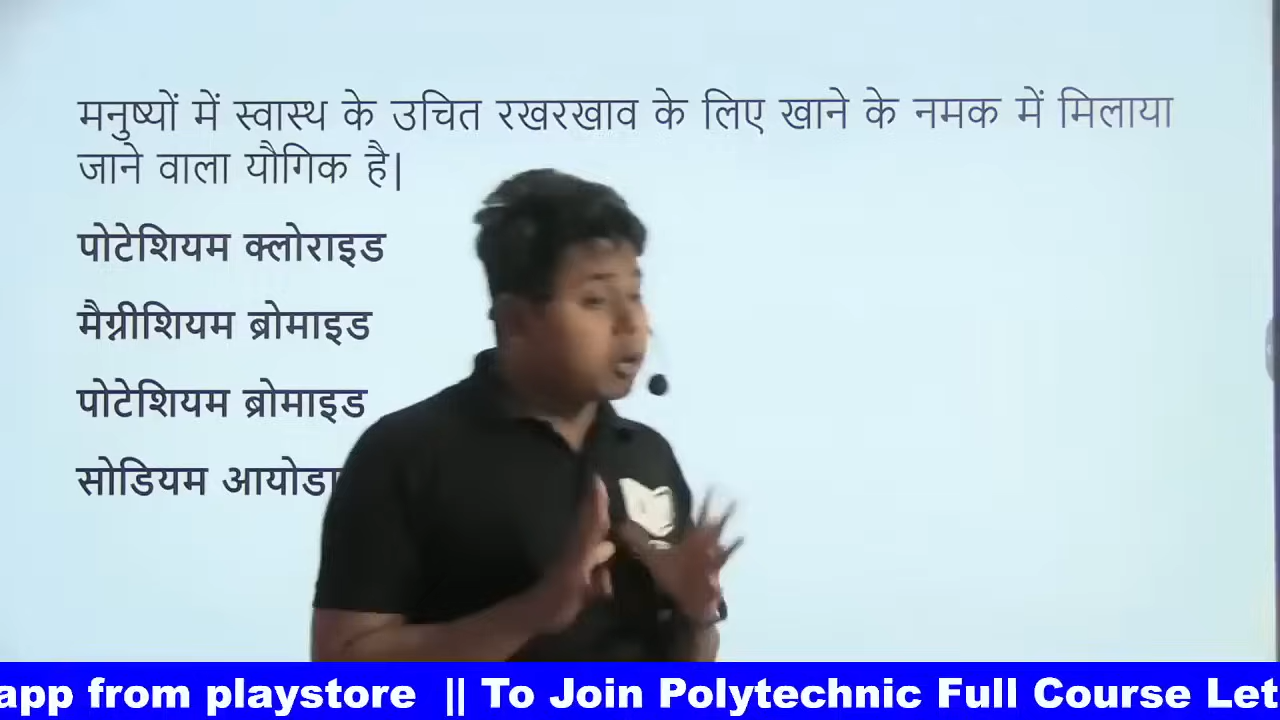 मनुष्यों में स्वास्थ के उचित रखरखाव के लिए खाने के नमक में मिलाया
जाने वाला यौगिक है|
पोटेशियम क्लोराइड
मैग्नीशियम ब्रोमाइड
पोटेशियम ब्रोमाइड
सोडियम
app from playstore || To Join Polytechnic Full Course Let